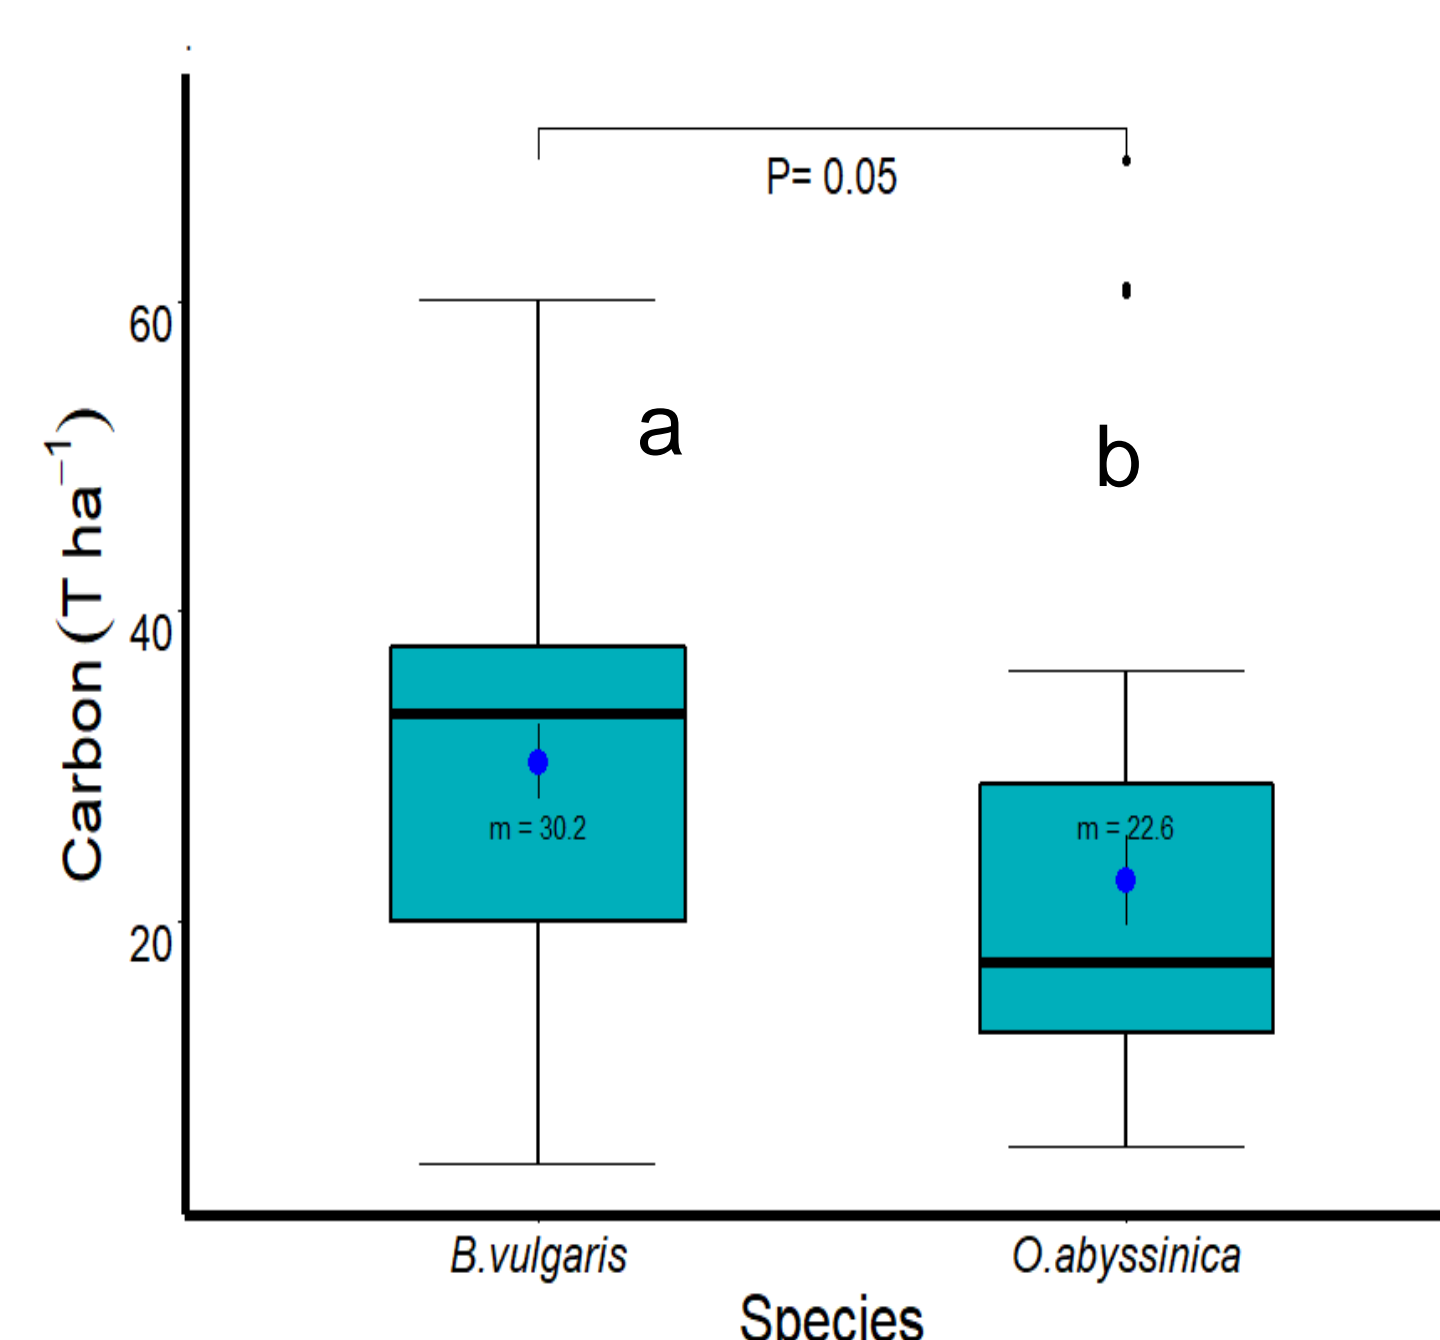 P= 0.05
60
a
b
40
20
Carbon (T ha⁻¹)
m = 30.2
m = 22.6
B.vulgaris
O.abyssinica
Species